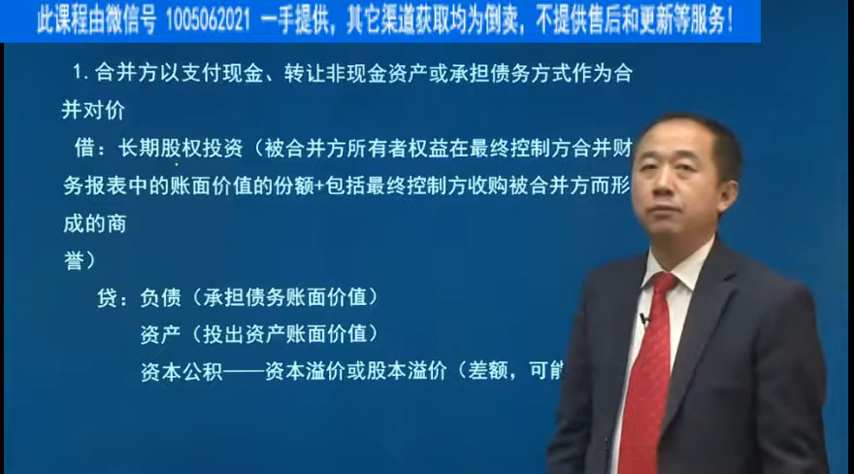 此课程由微信号 1005062021 一手提供，其它渠道获取均为倒卖，不提供售后和更新等服务！
1.合并方以支付现金、转让非现金资产或承担债务方式作为合
并对价
借：长期股权投资（被合并方所有者权益在最终控制方合并财
务报表中的账面价值的份额+包括最终控制方收购被合并方而形
成的商
誉）
贷：负债（承担债务账面价值）
资产（投出资产账面价值）
资本公积——资本溢价或股本溢价（差额，可能